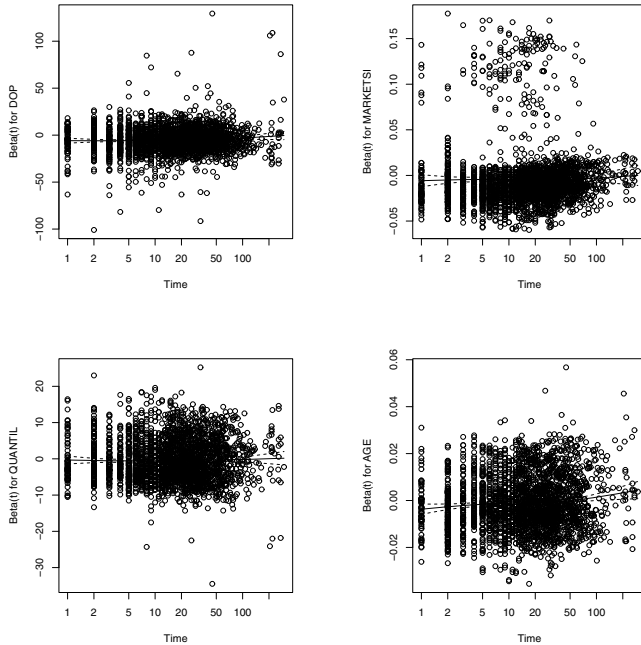 Beta(t) for DOP
100
50
0
−50
−100
1 2 5 10 20 50 100
Time
Beta(t) for MARKETSI
0.15
0.10
0.05
0.00
−0.05
1 2 5 10 20 50 100
Time
Beta(t) for QUANTIL
20
10
0
−10
−20
−30
1 2 5 10 20 50 100
Time
Beta(t) for AGE
0.06
0.04
0.02
0.00
−0.02
1 2 5 10 20 50 100
Time